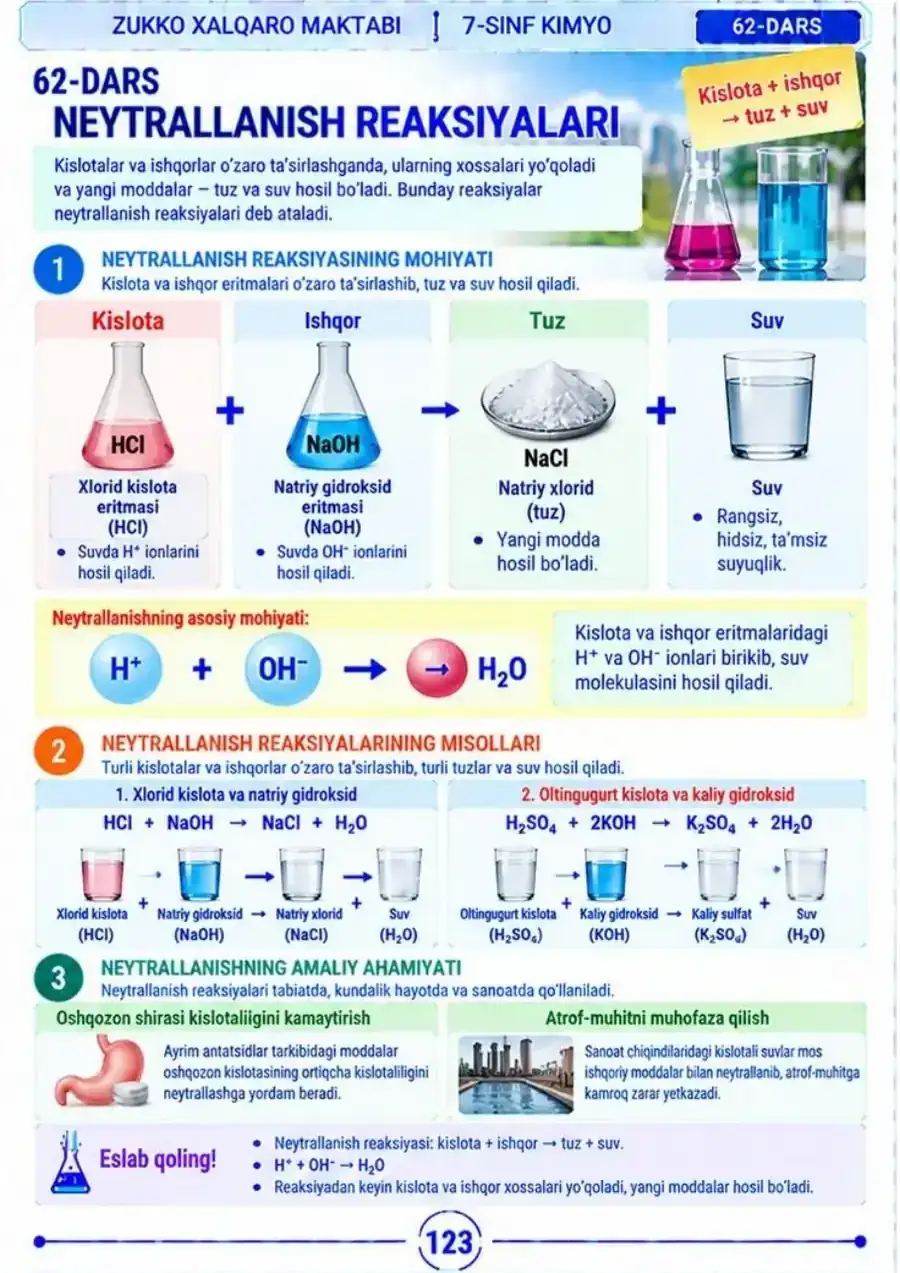 ZUKKO XALQARO MAKTABI | 7-SINF KIMYO
62-DARS
62-DARS
NEYTRALLANISH REAKSIYALARI
Kislota + ishqor
→ tuz + suv
Kislotalar va ishqorlar o‘zaro ta’sirlashganda, ularning xossalari yo‘qoladi
va yangi moddalar – tuz va suv hosil bo‘ladi. Bunday reaksiyalar
neytrallanish reaksiyalari deb ataladi.
1
NEYTRALLANISH REAKSIYASINING MOHIYATI
Kislota va ishqor eritmalari o‘zaro ta’sirlashib, tuz va suv hosil qiladi.
Kislota
HCl
Xlorid kislota
eritmasi
(HCl)
• Suvda H⁺ ionlarini
hosil qiladi.
+
Ishqor
NaOH
Natriy gidroksid
eritmasi
(NaOH)
• Suvda OH⁻ ionlarini
hosil qiladi.
→
Tuz
NaCl
Natriy xlorid
(tuz)
• Yangi modda
hosil bo‘ladi.
+
Suv
Suv
• Rangsiz,
hidsiz, ta’msiz
suyuqlik.
Neytrallanishning asosiy mohiyati:
H⁺ + OH⁻ → → H₂O
Kislota va ishqor eritmalaridagi
H⁺ va OH⁻ ionlari birikib, suv
molekulasini hosil qiladi.
2
NEYTRALLANISH REAKSIYALARINING MISOLLARI
Turli kislotalar va ishqorlar o‘zaro ta’sirlashib, turli tuzlar va suv hosil qiladi.
1. Xlorid kislota va natriy gidroksid
HCl + NaOH → NaCl + H₂O
Xlorid kislota + Natriy gidroksid → Natriy xlorid + Suv
(HCl) (NaOH) (NaCl) (H₂O)
2. Oltingugurt kislota va kaliy gidroksid
H₂SO₄ + 2KOH → K₂SO₄ + 2H₂O
Oltingugurt kislota + Kaliy gidroksid → Kaliy sulfat + Suv
(H₂SO₄) (KOH) (K₂SO₄) (H₂O)
3
NEYTRALLANISHNING AMALIY AHAMIYATI
Neytrallanish reaksiyalari tabiatda, kundalik hayotda va sanoatda qo‘llaniladi.
Oshqozon shirasi kislotaliigini kamaytirish
Ayrim antatsidlar tarkibidagi moddalar
oshqozon kislotasining ortiqcha kislotaliligini
neytrallashga yordam beradi.
Atrof-muhitni muhofaza qilish
Sanoat chiqindilaridagi kislotali suvlar mos
ishqoriy moddalar bilan neytrallanib, atrof-muhitga
kamroq zarar yetkazadi.
Eslab qoling!
• Neytrallanish reaksiyasi: kislota + ishqor → tuz + suv.
• H⁺ + OH⁻ → H₂O
• Reaksiyadan keyin kislota va ishqor xossalari yo‘qoladi, yangi moddalar hosil bo‘ladi.
123